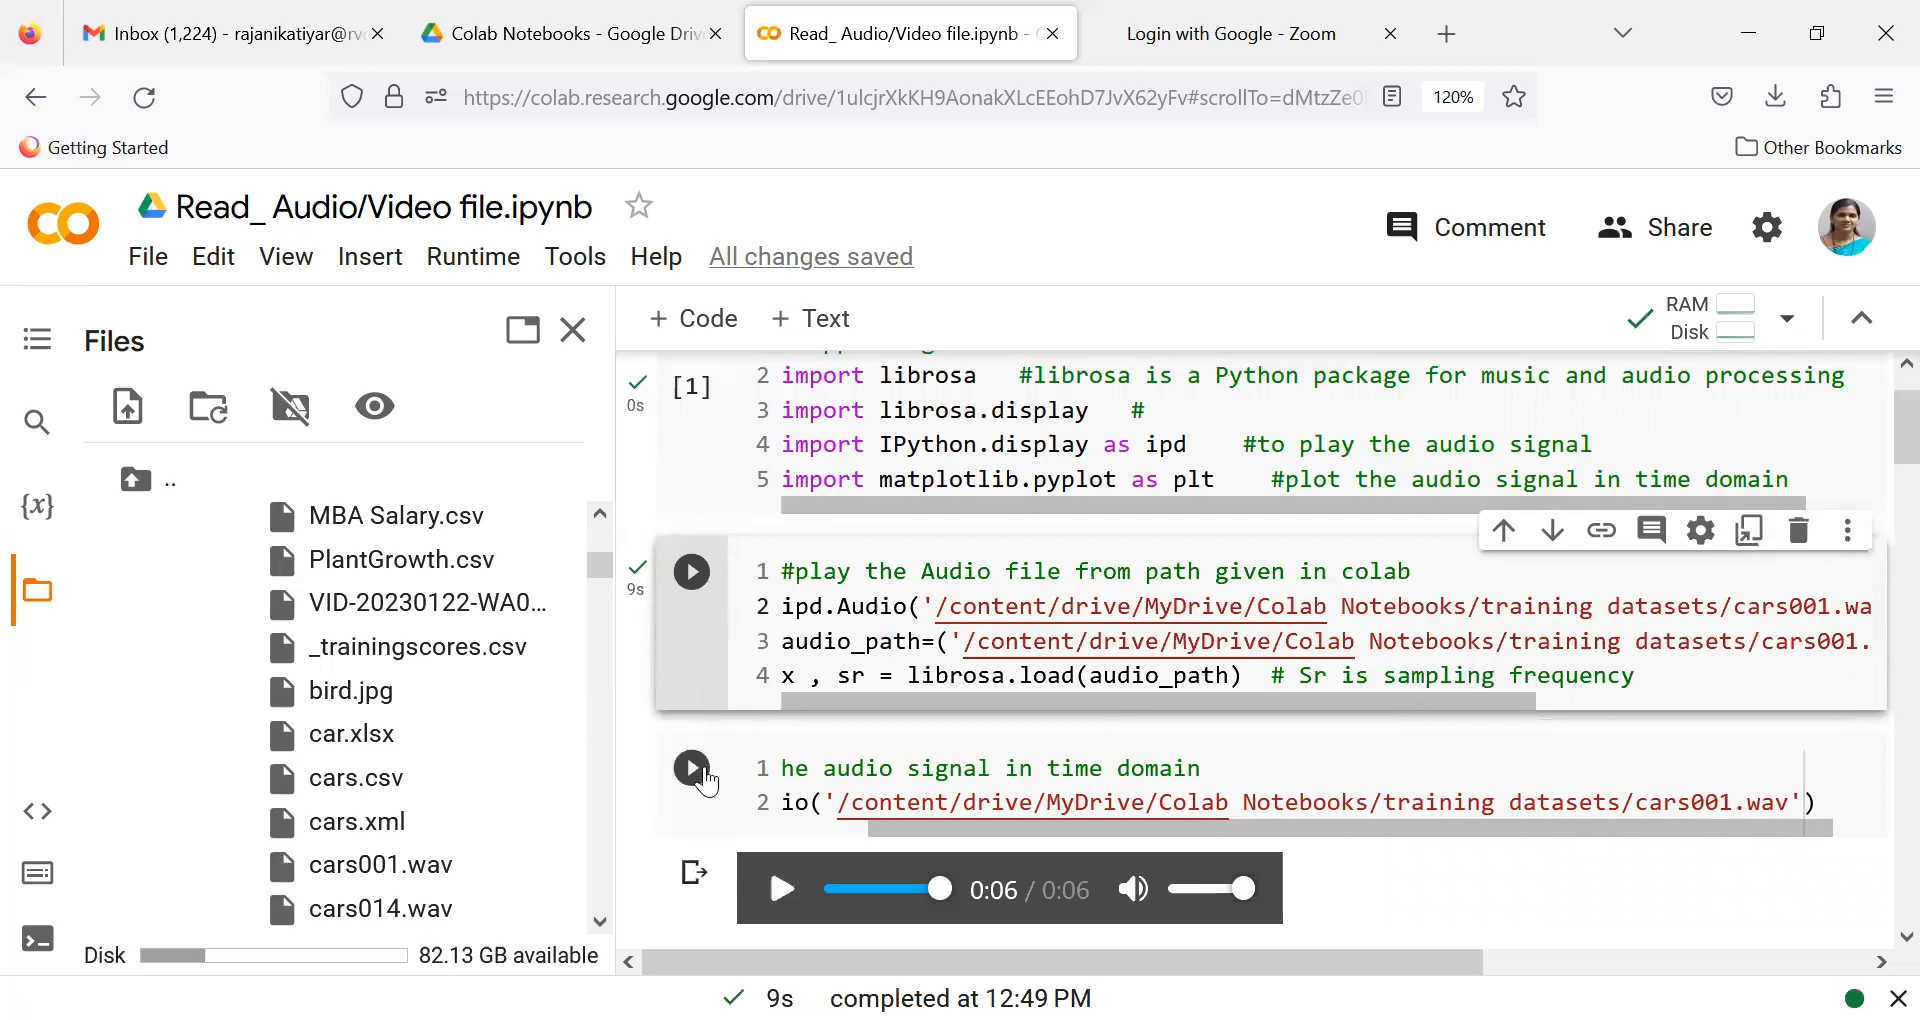 Inbox (1,224) - rajanikatiyar@rv
Colab Notebooks - Google Driv
Read_ Audio/Video file.ipynb -
Login with Google - Zoom
https://colab.research.google.com/drive/1ulcjrXkKH9AonakXLcEEohD7JvX62yFv#scrollTo=dMtzZe0
120%
Getting Started
Other Bookmarks
Read_ Audio/Video file.ipynb
Comment
Share
File Edit View Insert Runtime Tools Help All changes saved
Files
+ Code + Text
RAM
Disk
..
MBA Salary.csv
PlantGrowth.csv
VID-20230122-WA0...
_trainingscores.csv
bird.jpg
car.xlsx
cars.csv
cars.xml
cars001.wav
cars014.wav
Disk 82.13 GB available
{x}
[1]
0s
2 import librosa #librosa is a Python package for music and audio processing
3 import librosa.display #
4 import IPython.display as ipd #to play the audio signal
5 import matplotlib.pyplot as plt #plot the audio signal in time domain
9s
1 #play the Audio file from path given in colab
2 ipd.Audio('/content/drive/MyDrive/Colab Notebooks/training datasets/cars001.wa
3 audio_path=('/content/drive/MyDrive/Colab Notebooks/training datasets/cars001.
4 x , sr = librosa.load(audio_path) # Sr is sampling frequency
1 he audio signal in time domain
2 io('/content/drive/MyDrive/Colab Notebooks/training datasets/cars001.wav')
0:06 / 0:06
9s completed at 12:49 PM